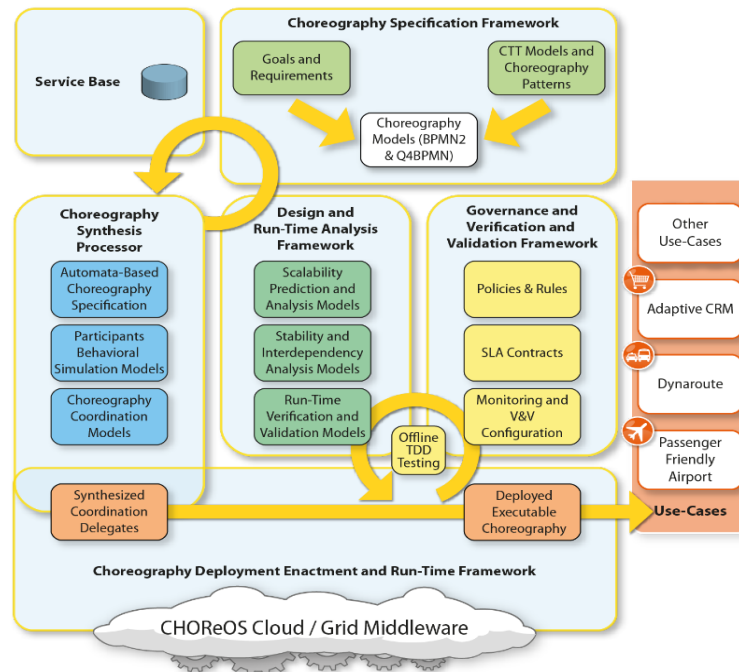 Choreography Specification Framework
Service Base
Goals and
Requirements
CTT Models and
Choreography
Patterns
Choreography
Models (BPMN2
& Q4BPMN)
Choreography
Synthesis
Processor
Automata-Based
Choreography
Specification
Participants
Behavioral
Simulation Models
Choreography
Coordination
Models
Design and
Run-Time Analysis
Framework
Scalability
Prediction and
Analysis Models
Stability and
Interdependency
Analysis Models
Run-Time
Verification and
Validation Models
Governance and
Verification and
Validation Framework
Policies & Rules
SLA Contracts
Monitoring and
V&V
Configuration
Offline
TDD
Testing
Other
Use-Cases
Adaptive CRM
Dynaroute
Passenger
Friendly
Airport
Use-Cases
Synthesized
Coordination
Delegates
Deployed
Executable
Choreography
Choreography Deployment Enactment and Run-Time Framework
CHOReOS Cloud / Grid Middleware